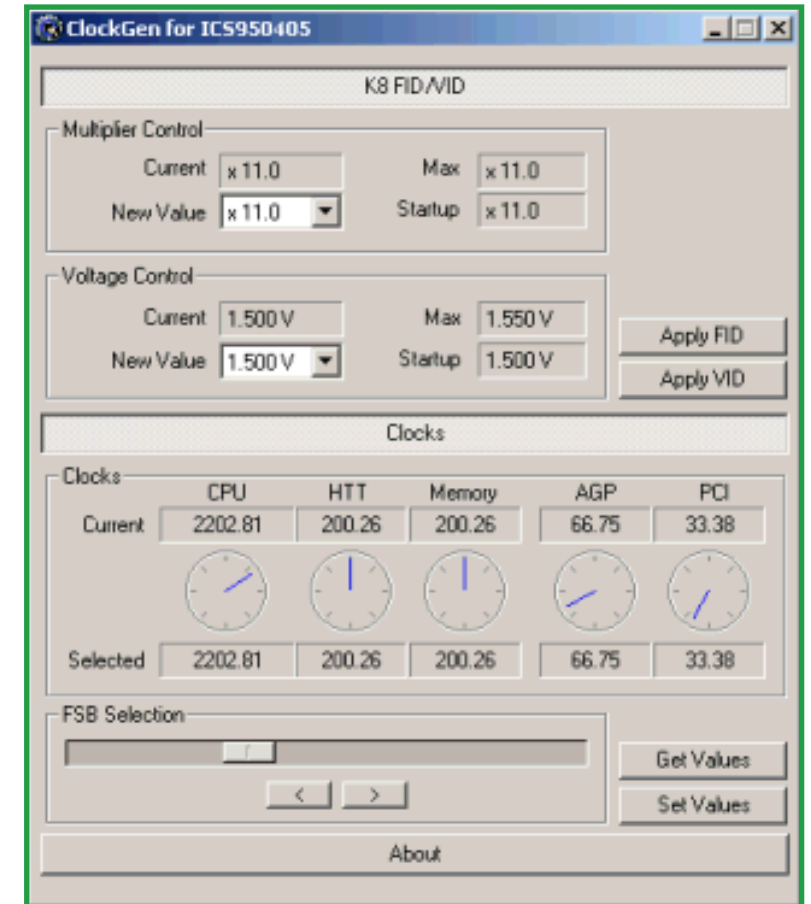 ClockGen for ICS950405
K8 FID/VID
Multiplier Control
Current x 11.0 Max x 11.0
New Value x 11.0 Startup x 11.0
Voltage Control
Current 1.500 V Max 1.550 V
New Value 1.500 V Startup 1.500 V
Apply FID
Apply VID
Clocks
Clocks
CPU HTT Memory AGP PCI
Current 2202.81 200.26 200.26 66.75 33.38
Selected 2202.81 200.26 200.26 66.75 33.38
FSB Selection
< >
Get Values
Set Values
About